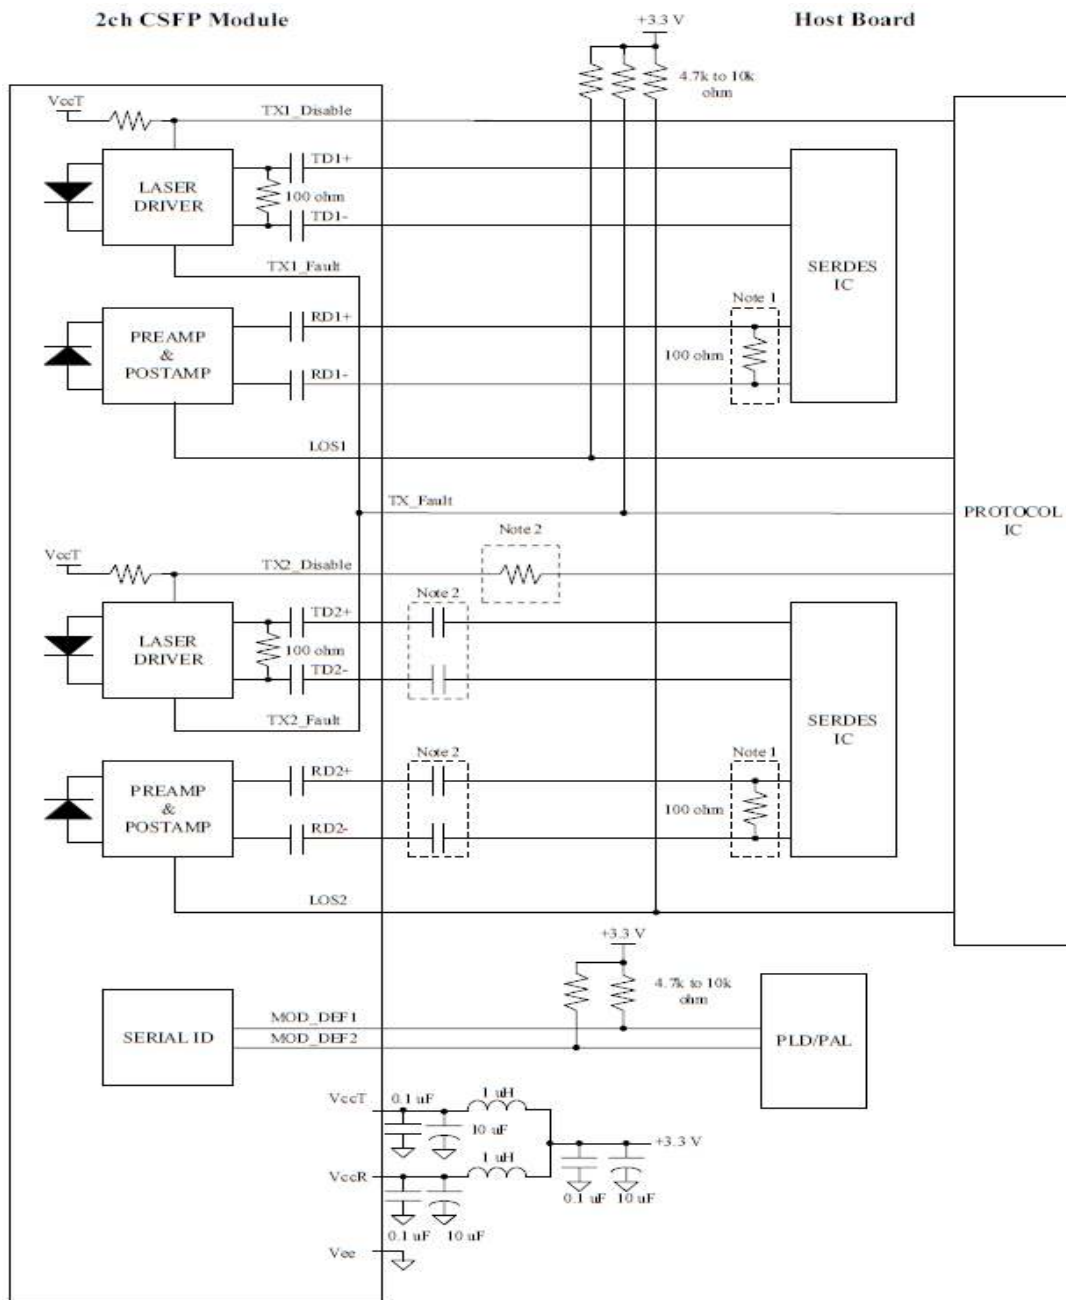 2ch CSFP Module
Host Board
+3.3 V
4.7k to 10k
ohm
VccT
TX1_Disable
TD1+
LASER
DRIVER
100 ohm
TD1-
TX1_Fault
SERDES
IC
Note 1
RD1+
PREAMP
&
POSTAMP
100 ohm
RD1-
LOS1
TX_Fault
PROTOCOL
IC
Note 2
VccT
TX2_Disable
Note 2
TD2+
LASER
DRIVER
100 ohm
TD2-
TX2_Fault
SERDES
IC
Note 2
Note 1
RD2+
PREAMP
&
POSTAMP
100 ohm
RD2-
LOS2
+3.3 V
4.7k to 10k
ohm
MOD_DEF1
SERIAL ID
MOD_DEF2
PLD/PAL
VccT
0.1 uF
1 uH
10 uF
+3.3 V
1 uH
VccR
0.1 uF
10 uF
0.1 uF
10 uF
Vee